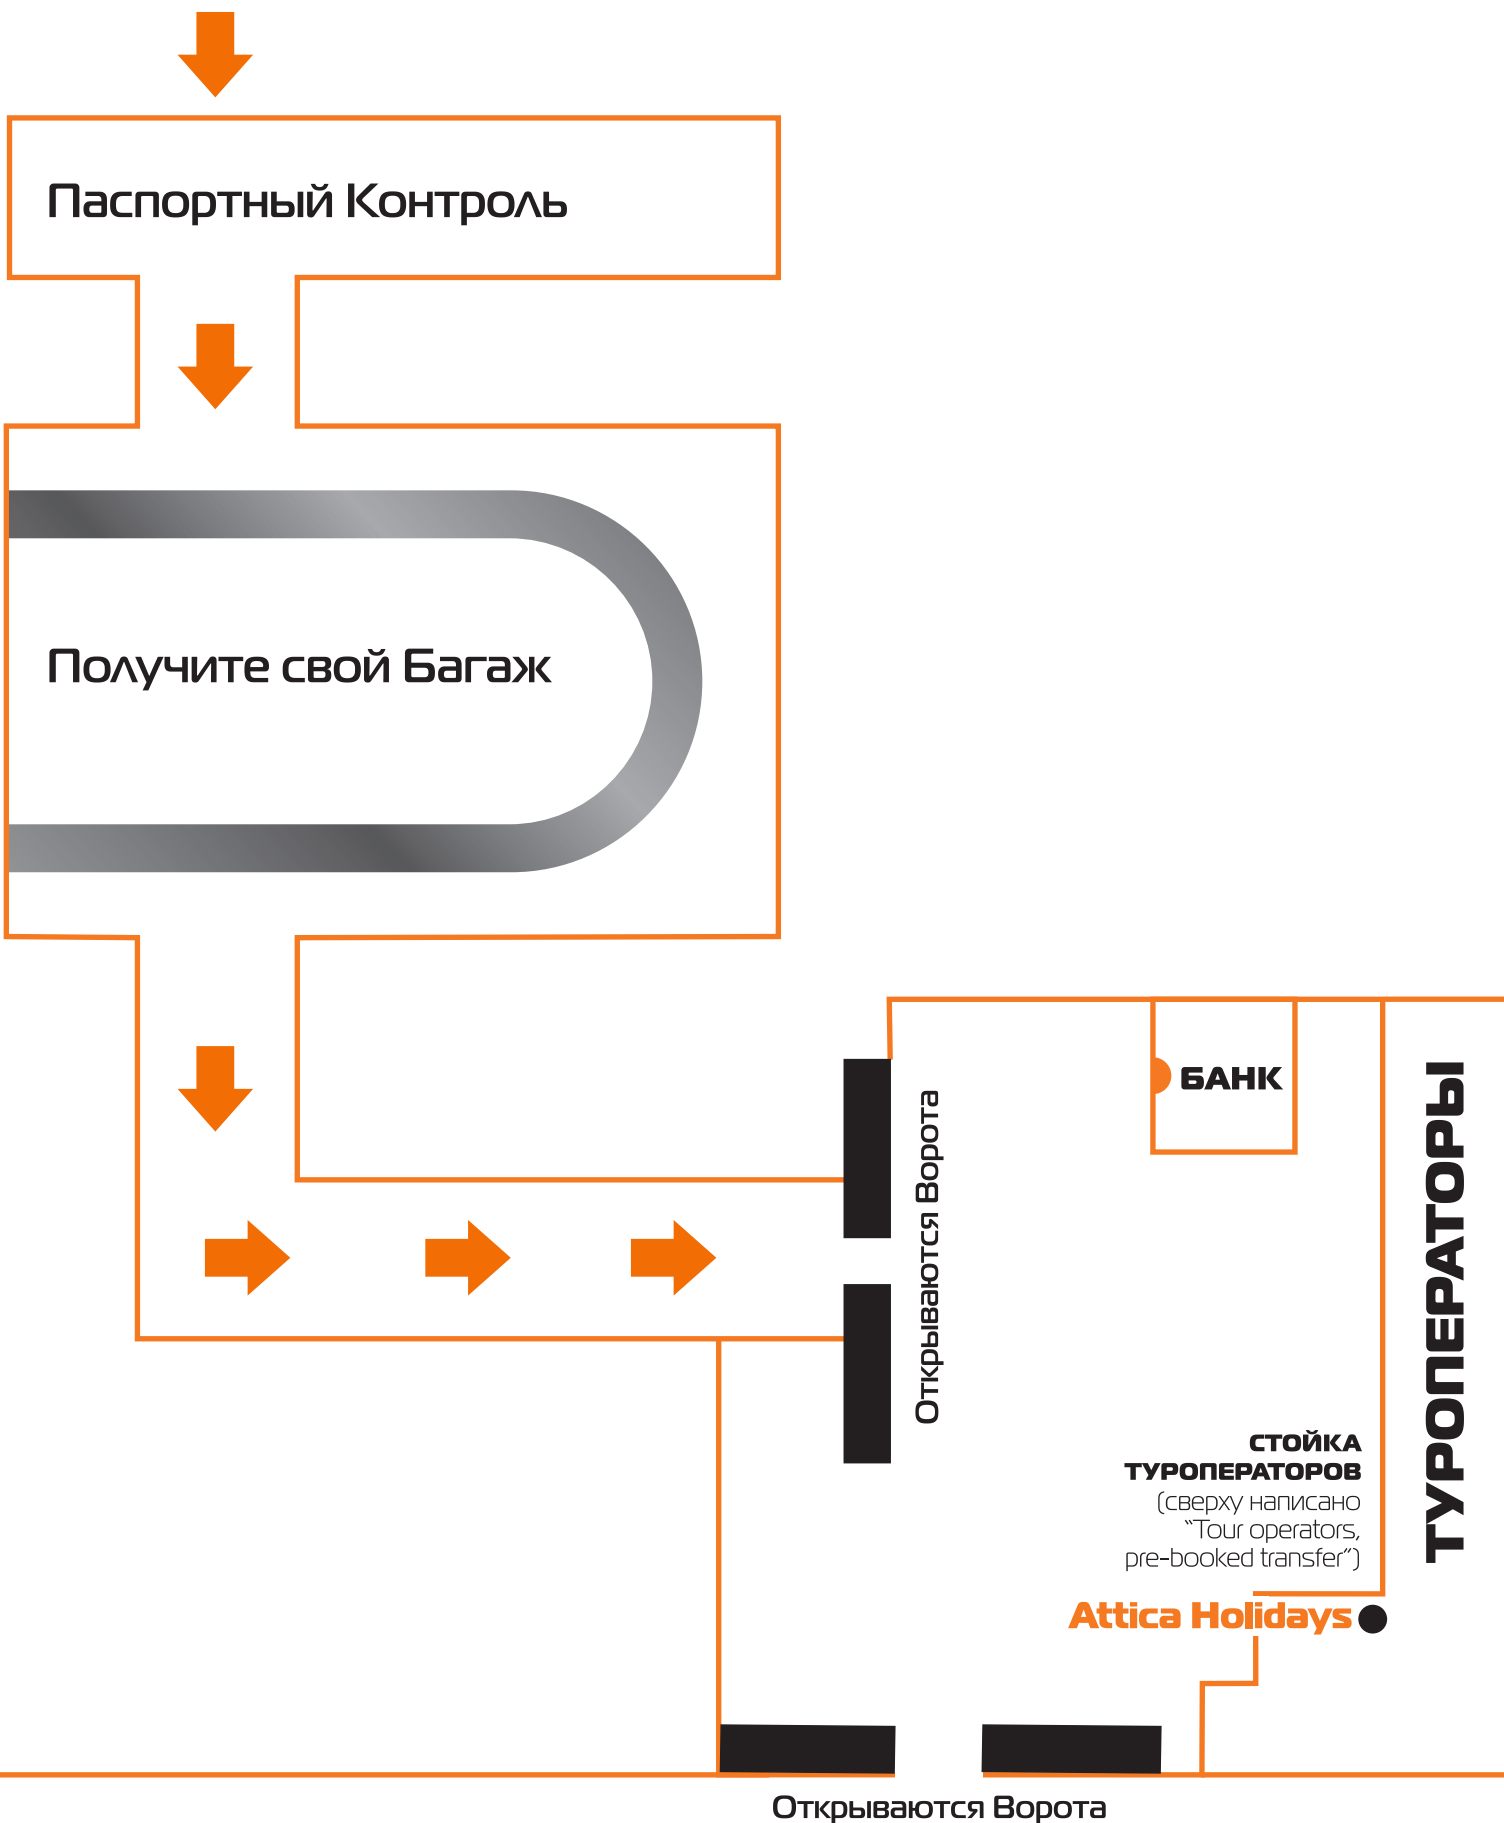 Паспортный Контроль
Получите свой Багаж
БАНК
Открываются Ворота
ТУРОПЕРАТОРЫ
СТОЙКА
ТУРОПЕРАТОРОВ
(сверху написано
“Tour operators,
pre-booked transfer”)
Attica Holidays
Открываются Ворота